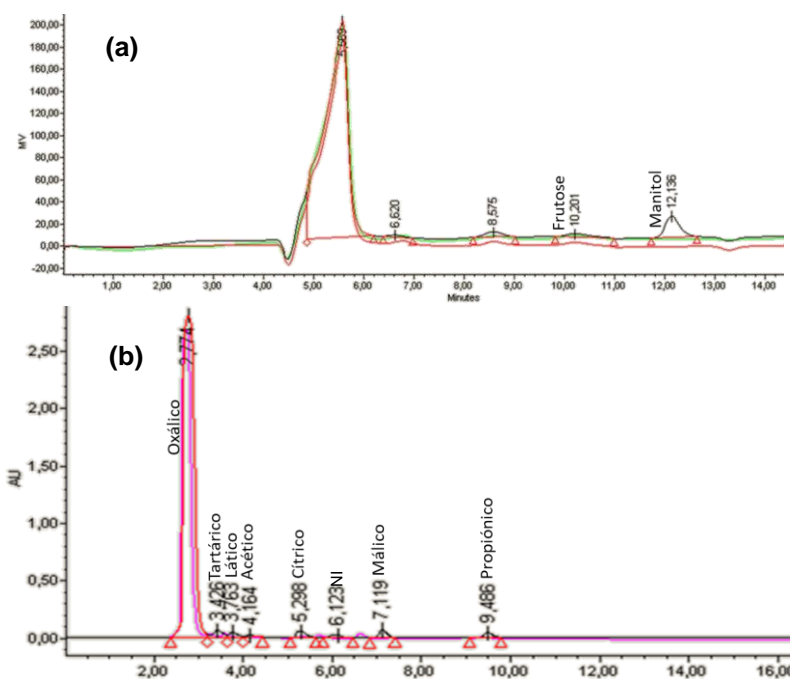 (a)
200,00
180,00
160,00
140,00
120,00
100,00
80,00
60,00
40,00
20,00
0,00
-20,00
MV
6,620
8,575
Frutose
10,201
Manitol
12,136
1,00 2,00 3,00 4,00 5,00 6,00 7,00 8,00 9,00 10,00 11,00 12,00 13,00 14,00
Minutes
(b)
2,50
2,00
1,50
1,00
0,50
0,00
AU
Oxálico
3,426 Tartárico
3,763 Lático
4,164 Acético
5,298 Cítrico
6,123 NI
7,119 Málico
9,486 Propiónico
2,00 4,00 6,00 8,00 10,00 12,00 14,00 16,00